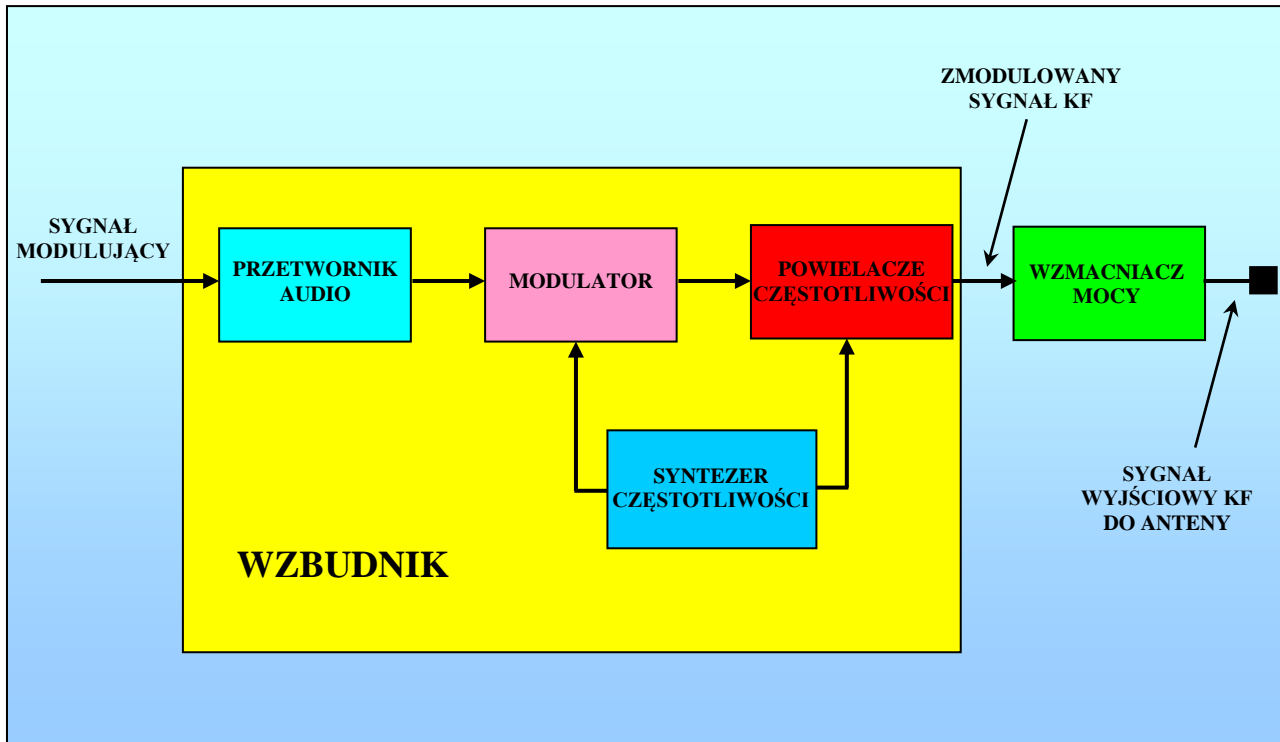 ZMODULOWANY
SYGNAŁ KF
SYGNAŁ
MODULUJĄCY
PRZETWORNIK
AUDIO
MODULATOR
POWIELACZE
CZĘSTOTLIWOŚCI
WZMACNIACZ
MOCY
SYNTEZER
CZĘSTOTLIWOŚCI
SYGNAŁ
WYJŚCIOWY KF
DO ANTENY
WZBUDNIK